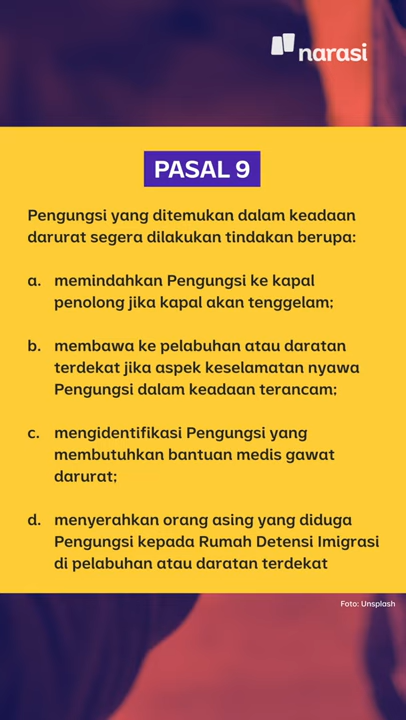 narasi
PASAL 9
Pengungsi yang ditemukan dalam keadaan
darurat segera dilakukan tindakan berupa:
a. memindahkan Pengungsi ke kapal
penolong jika kapal akan tenggelam;
b. membawa ke pelabuhan atau daratan
terdekat jika aspek keselamatan nyawa
Pengungsi dalam keadaan terancam;
c. mengidentifikasi Pengungsi yang
membutuhkan bantuan medis gawat
darurat;
d. menyerahkan orang asing yang diduga
Pengungsi kepada Rumah Detensi Imigrasi
di pelabuhan atau daratan terdekat
Foto: Unsplash